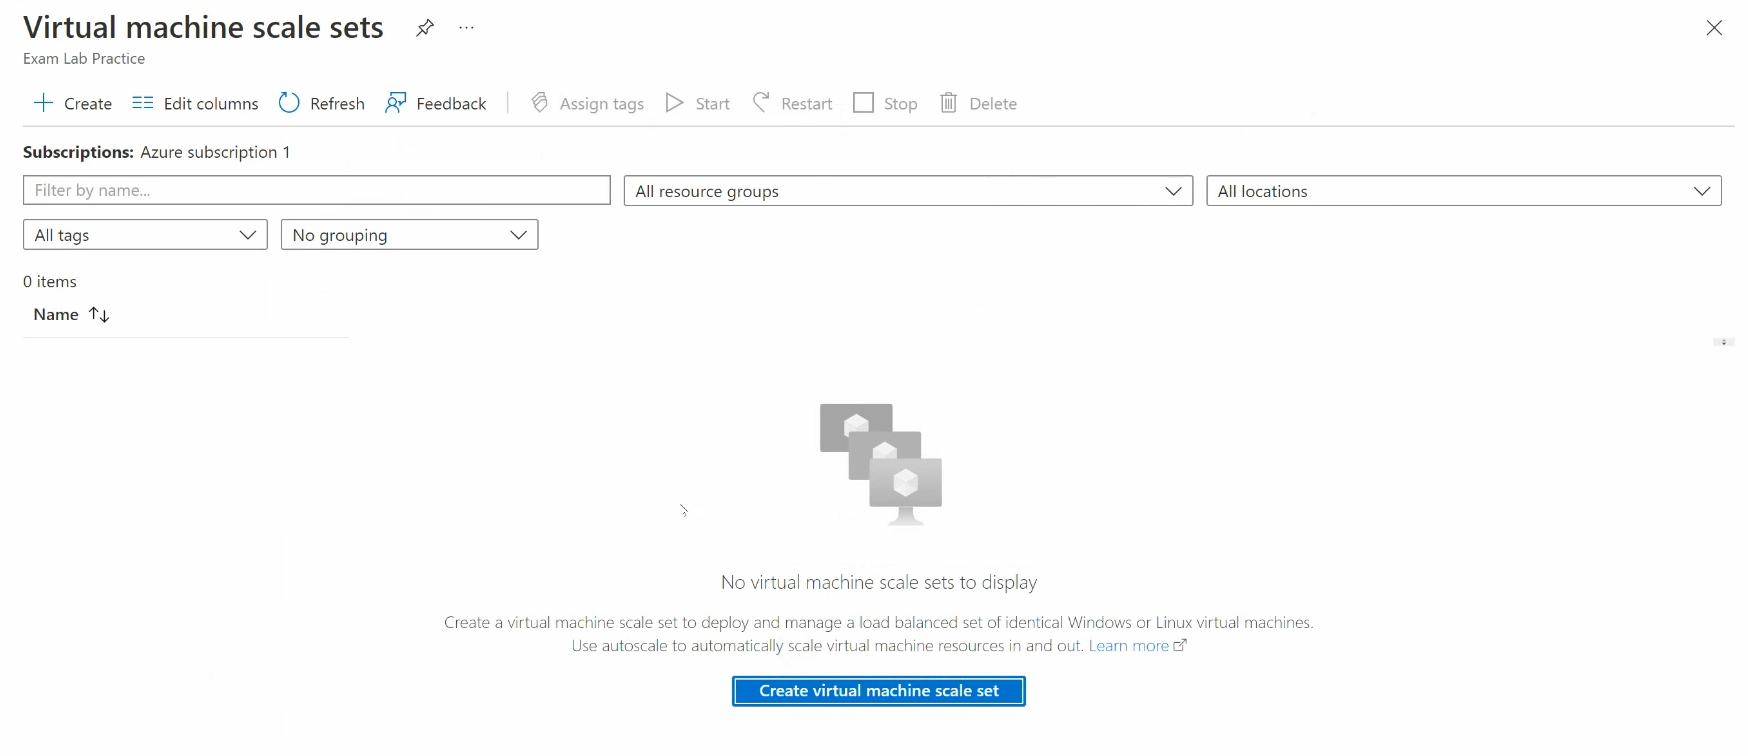 Virtual machine scale sets
Exam Lab Practice
Create Edit columns Refresh Feedback Assign tags Start Restart Stop Delete
Subscriptions: Azure subscription 1
Filter by name... All resource groups All locations
All tags No grouping
0 items
Name
No virtual machine scale sets to display
Create a virtual machine scale set to deploy and manage a load balanced set of identical Windows or Linux virtual machines.
Use autoscale to automatically scale virtual machine resources in and out. Learn more
Create virtual machine scale set